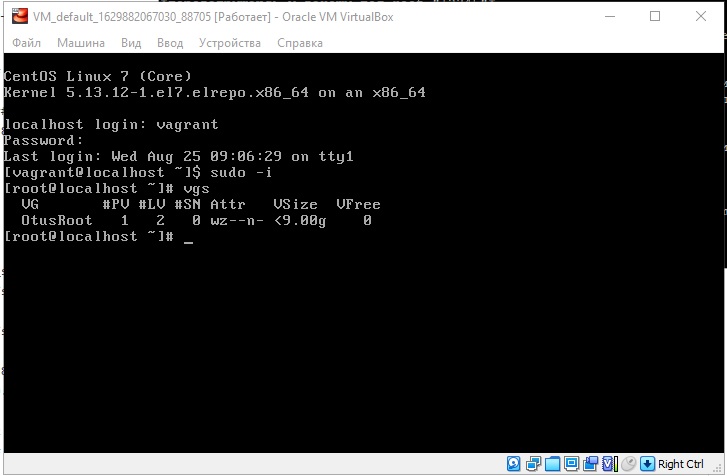 VM_default_1629882067030_88705 [Работает] - Oracle VM VirtualBox
Файл Машина Вид Ввод Устройства Справка
CentOS Linux 7 (Core)
Kernel 5.13.12-1.el7.elrepo.x86_64 on an x86_64
localhost login: vagrant
Password:
Last login: Wed Aug 25 09:06:29 on tty1
[vagrant@localhost ~]$ sudo -i
[root@localhost ~]# vgs
VG #PV #LV #SN Attr VSize VFree
OtusRoot 1 2 0 wz--n- <9.00g 0
[root@localhost ~]# _
Right Ctrl